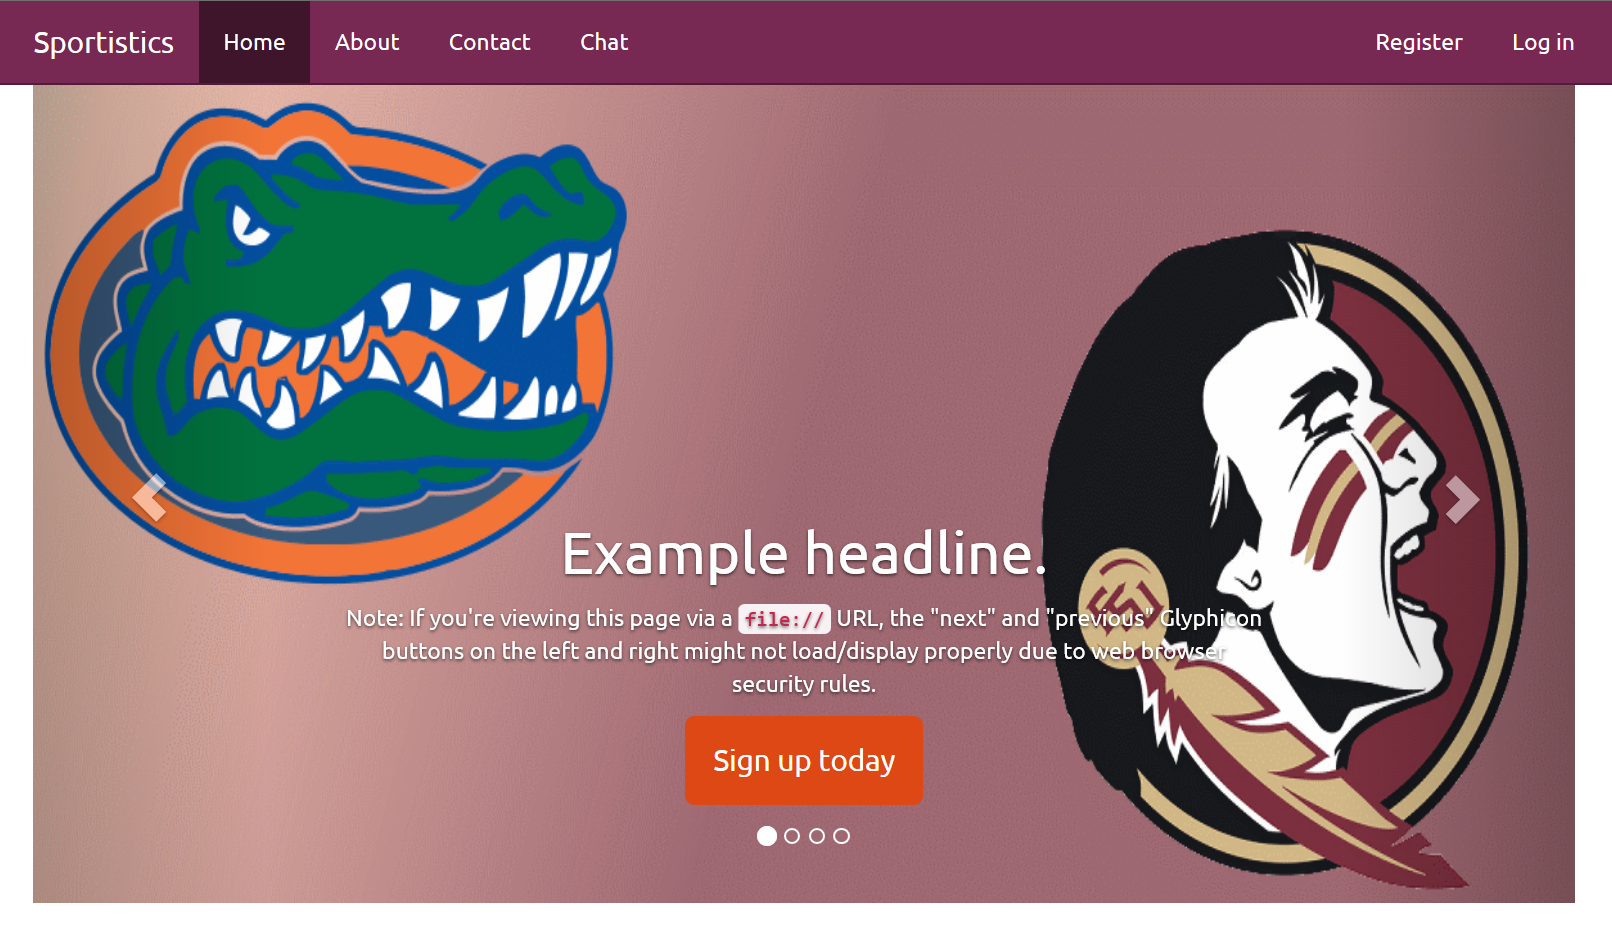 Sportistics Home About Contact Chat Register Log in
Example headline.
Note: If you're viewing this page via a file:// URL, the "next" and "previous" Glyphicon
buttons on the left and right might not load/display properly due to web browser
security rules.
Sign up today